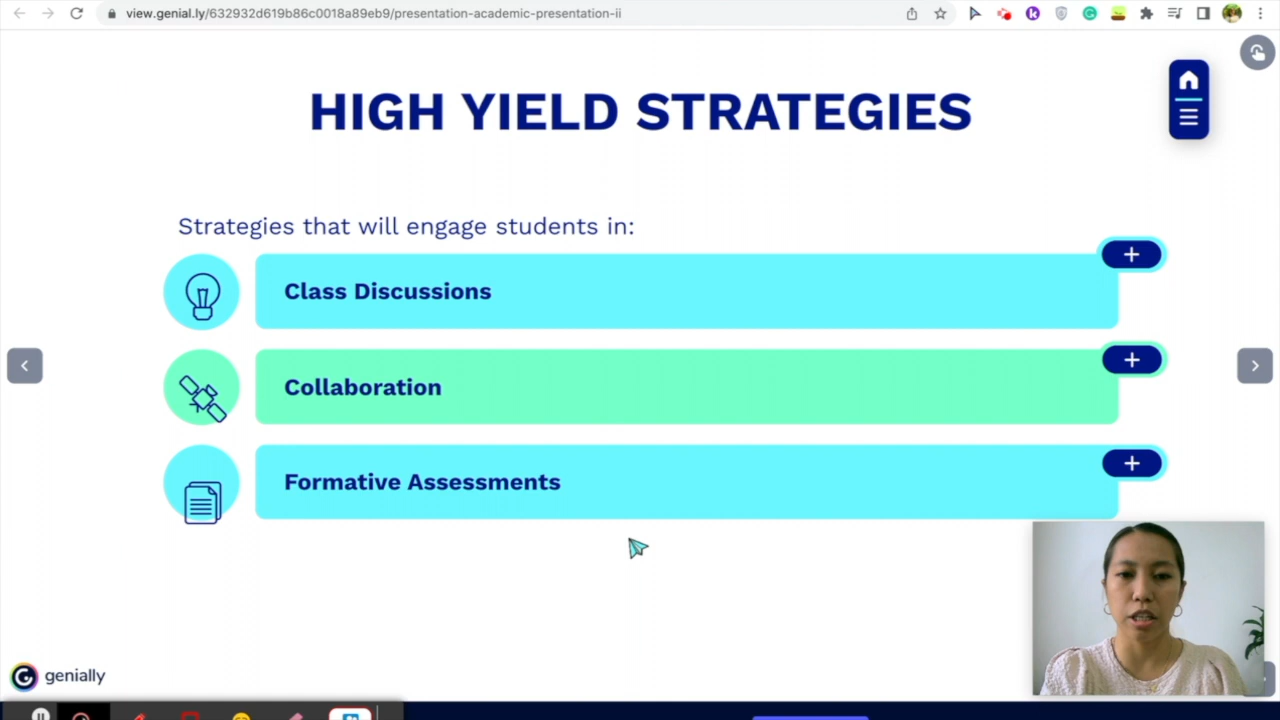 view.genial.ly/632932d619b86c0018a89eb9/presentation-academic-presentation-ii
HIGH YIELD STRATEGIES
Strategies that will engage students in:
Class Discussions
Collaboration
Formative Assessments
genially